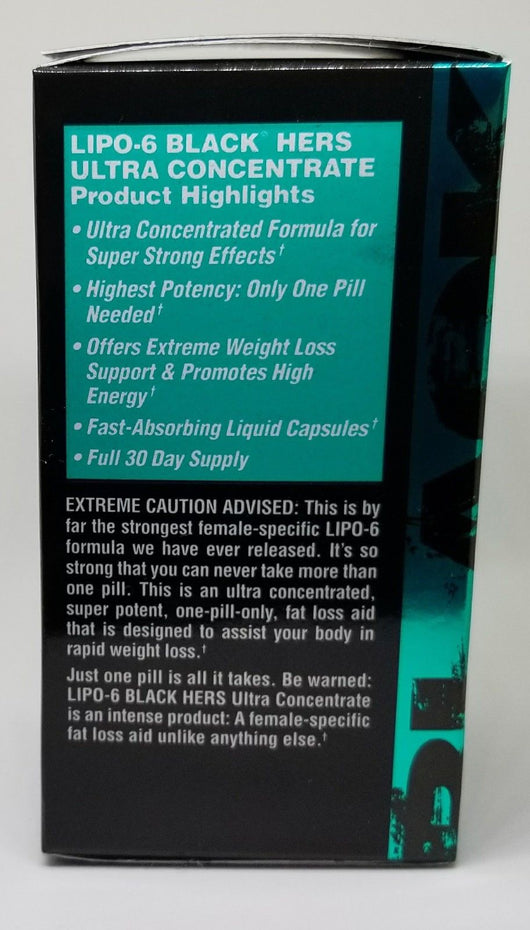 LIPO-6 BLACK® HERS
ULTRA CONCENTRATE
Product Highlights
• Ultra Concentrated Formula for
Super Strong Effects†
• Highest Potency: Only One Pill
Needed†
• Offers Extreme Weight Loss
Support & Promotes High
Energy†
• Fast-Absorbing Liquid Capsules†
• Full 30 Day Supply
EXTREME CAUTION ADVISED: This is by
far the strongest female-specific LIPO-6
formula we have ever released. It's so
strong that you can never take more than
one pill. This is an ultra concentrated,
super potent, one-pill-only, fat loss aid
that is designed to assist your body in
rapid weight loss.†
Just one pill is all it takes. Be warned:
LIPO-6 BLACK HERS Ultra Concentrate
is an intense product: A female-specific
fat loss aid unlike anything else.†